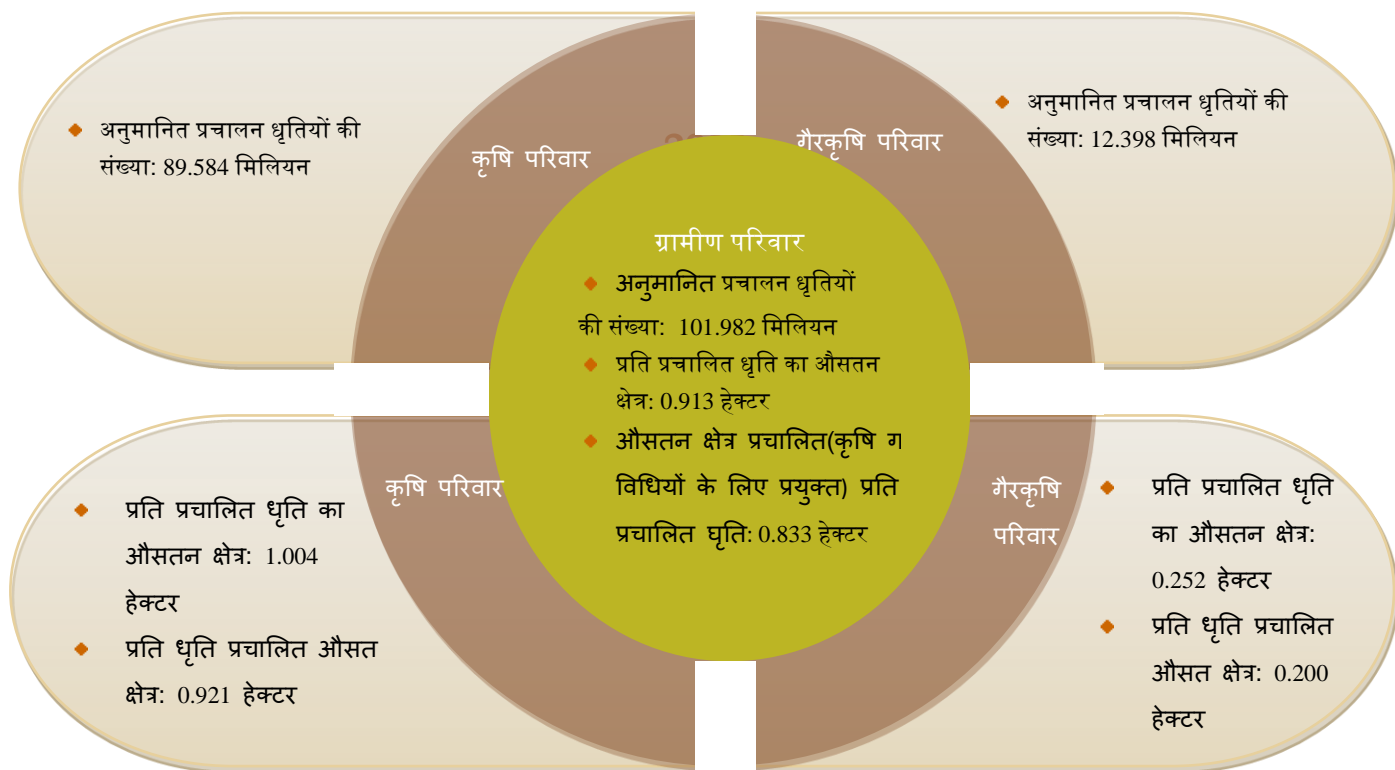 अनुमानित प्रचालन धृतियों की
संख्या: 89.584 मिलियन
कृषि परिवार
गैरकृषि परिवार
अनुमानित प्रचालन धृतियों की
संख्या: 12.398 मिलियन
ग्रामीण परिवार
अनुमानित प्रचालन धृतियों
की संख्या: 101.982 मिलियन
प्रति प्रचालित धृति का औसतन
क्षेत्र: 0.913 हेक्टर
औसतन क्षेत्र प्रचालित(कृषि ग
विधियों के लिए प्रयुक्त) प्रति
प्रचालित घृति: 0.833 हेक्टर
कृषि परिवार
प्रति प्रचालित धृति का
औसतन क्षेत्र: 1.004
हेक्टर
प्रति धृति प्रचालित औसत
क्षेत्र: 0.921 हेक्टर
गैरकृषि
परिवार
प्रति प्रचालित धृति
का औसतन क्षेत्र:
0.252 हेक्टर
प्रति धृति प्रचालित
औसत क्षेत्र: 0.200
हेक्टर